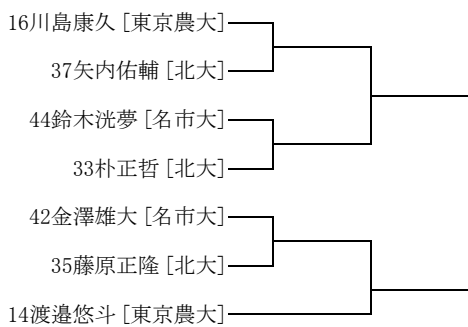 16川島康久 [東京農大]
37矢内佑輔 [北大]
44鈴木洸夢 [名市大]
33朴正哲 [北大]
42金澤雄大 [名市大]
35藤原正隆 [北大]
14渡邉悠斗 [東京農大]